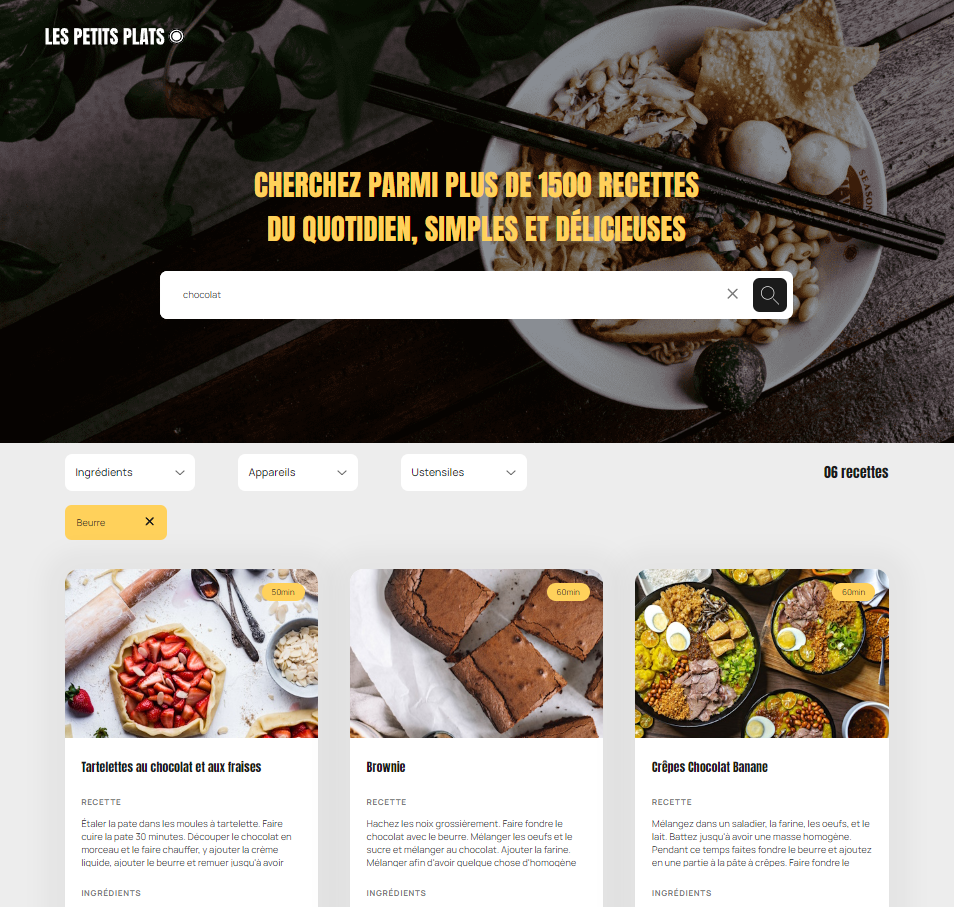 LES PETITS PLATS
CHERCHEZ PARMI PLUS DE 1500 RECETTES
DU QUOTIDIEN, SIMPLES ET DÉLICIEUSES
chocolat
Ingrédients
Appareils
Ustensiles
06 recettes
Beurre
50min
60min
60min
Tartelettes au chocolat et aux fraises
RECETTE
Étaler la pate dans les moules à tartelette. Faire
cuire la pate 30 minutes. Découper le chocolat en
morceau et le faire chauffer, y ajouter la crème
liquide, ajouter le beurre et remuer jusqu'à avoir
INGRÉDIENTS
Brownie
RECETTE
Hachez les noix grossièrement. Faire fondre le
chocolat avec le beurre. Mélanger les oeufs et le
sucre et mélanger au chocolat. Ajouter la farine.
Mélanger afin d'avoir quelque chose d'homogène
INGRÉDIENTS
Crêpes Chocolat Banane
RECETTE
Mélangez dans un saladier, la farine, les oeufs, et le
lait. Battez jusqu'à avoir une masse homogène.
Pendant ce temps faites fondre le beurre et ajoutez
en une partie à la pâte à crêpes. Faire fondre le
INGRÉDIENTS